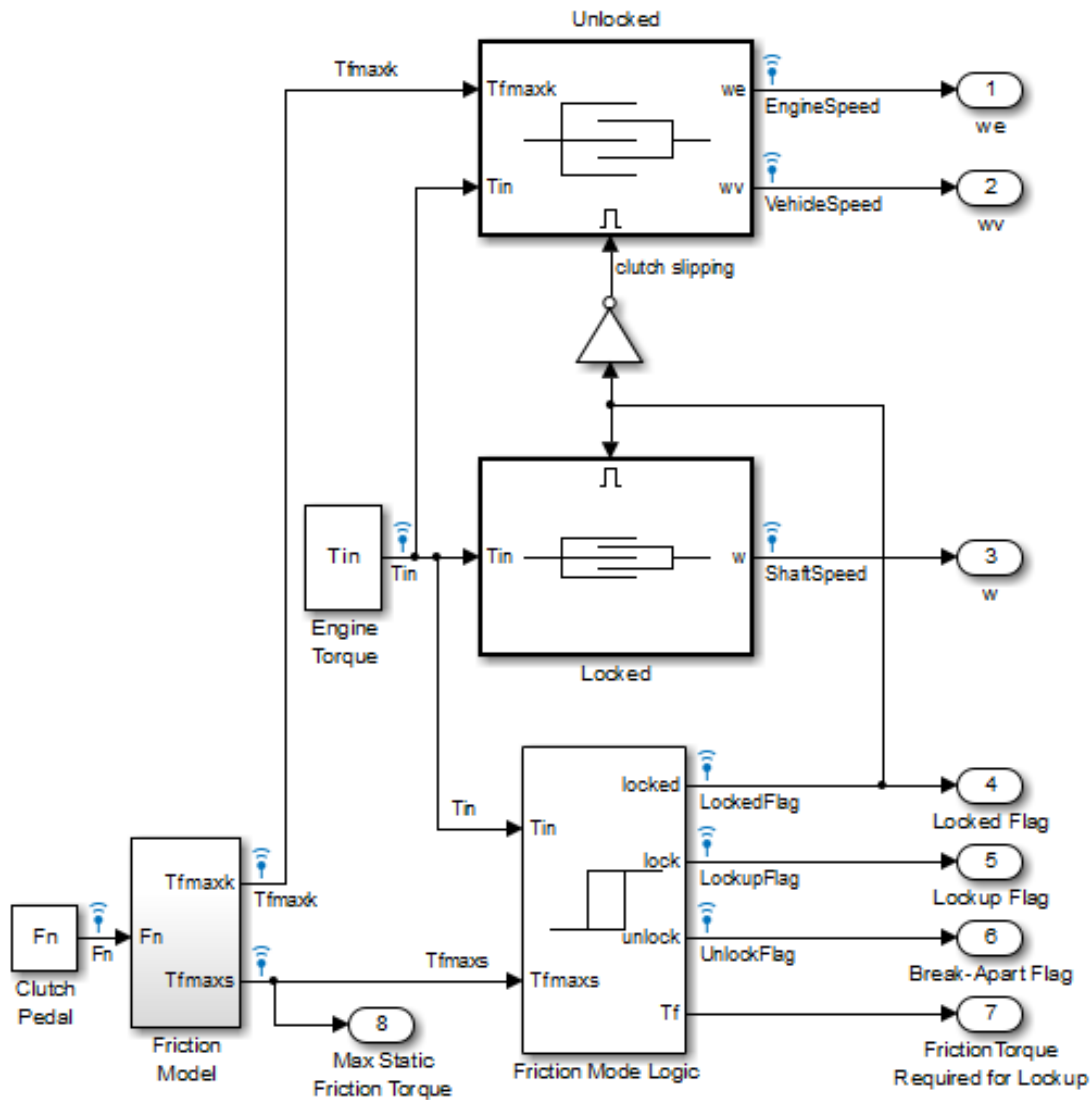 Unlocked
Tfmaxk
Tfmaxk
we
EngineSpeed
1
we
Tin
wv
VehicleSpeed
2
wv
clutch slipping
Tin
Tin
Engine
Torque
Tin
w
ShaftSpeed
3
w
Locked
Tin
Tin
locked
LockedFlag
4
Locked Flag
lock
LockupFlag
5
Lockup Flag
unlock
UnlockFlag
6
Break-Apart Flag
Tfmaxs
Tf
7
Friction Torque
Required for Lockup
Friction Mode Logic
Fn
Fn
Clutch
Pedal
Fn
Tfmaxk
Tfmaxk
Tfmaxs
Tfmaxs
Friction
Model
8
Max Static
Friction Torque